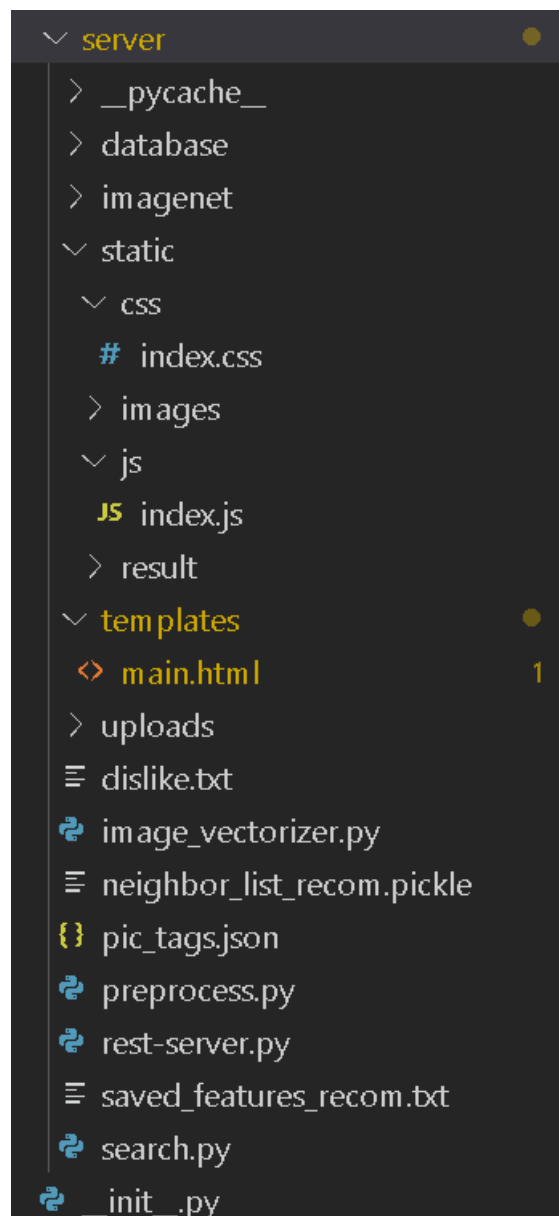 server
__pycache__
database
imagenet
static
css
# index.css
images
js
JS index.js
result
templates
<> main.html 1
uploads
dislike.txt
image_vectorizer.py
neighbor_list_recom.pickle
{} pic_tags.json
preprocess.py
rest-server.py
saved_features_recom.txt
search.py
__init__.py